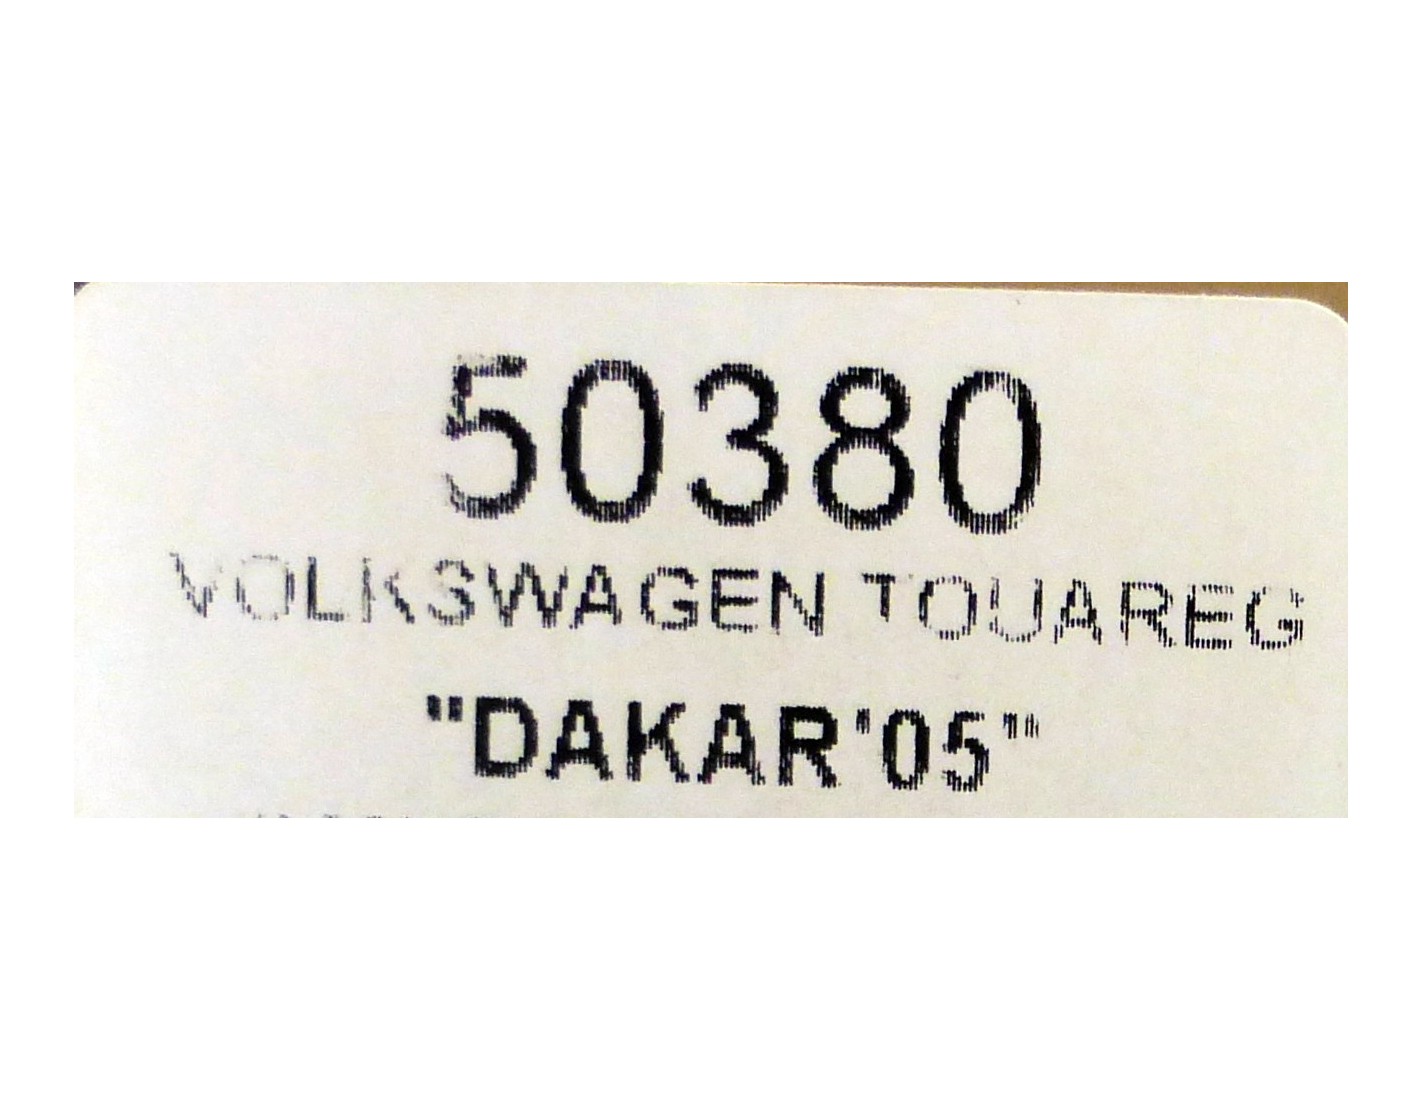 50380
VOLKSWAGEN TOUAREG
"DAKAR'05"